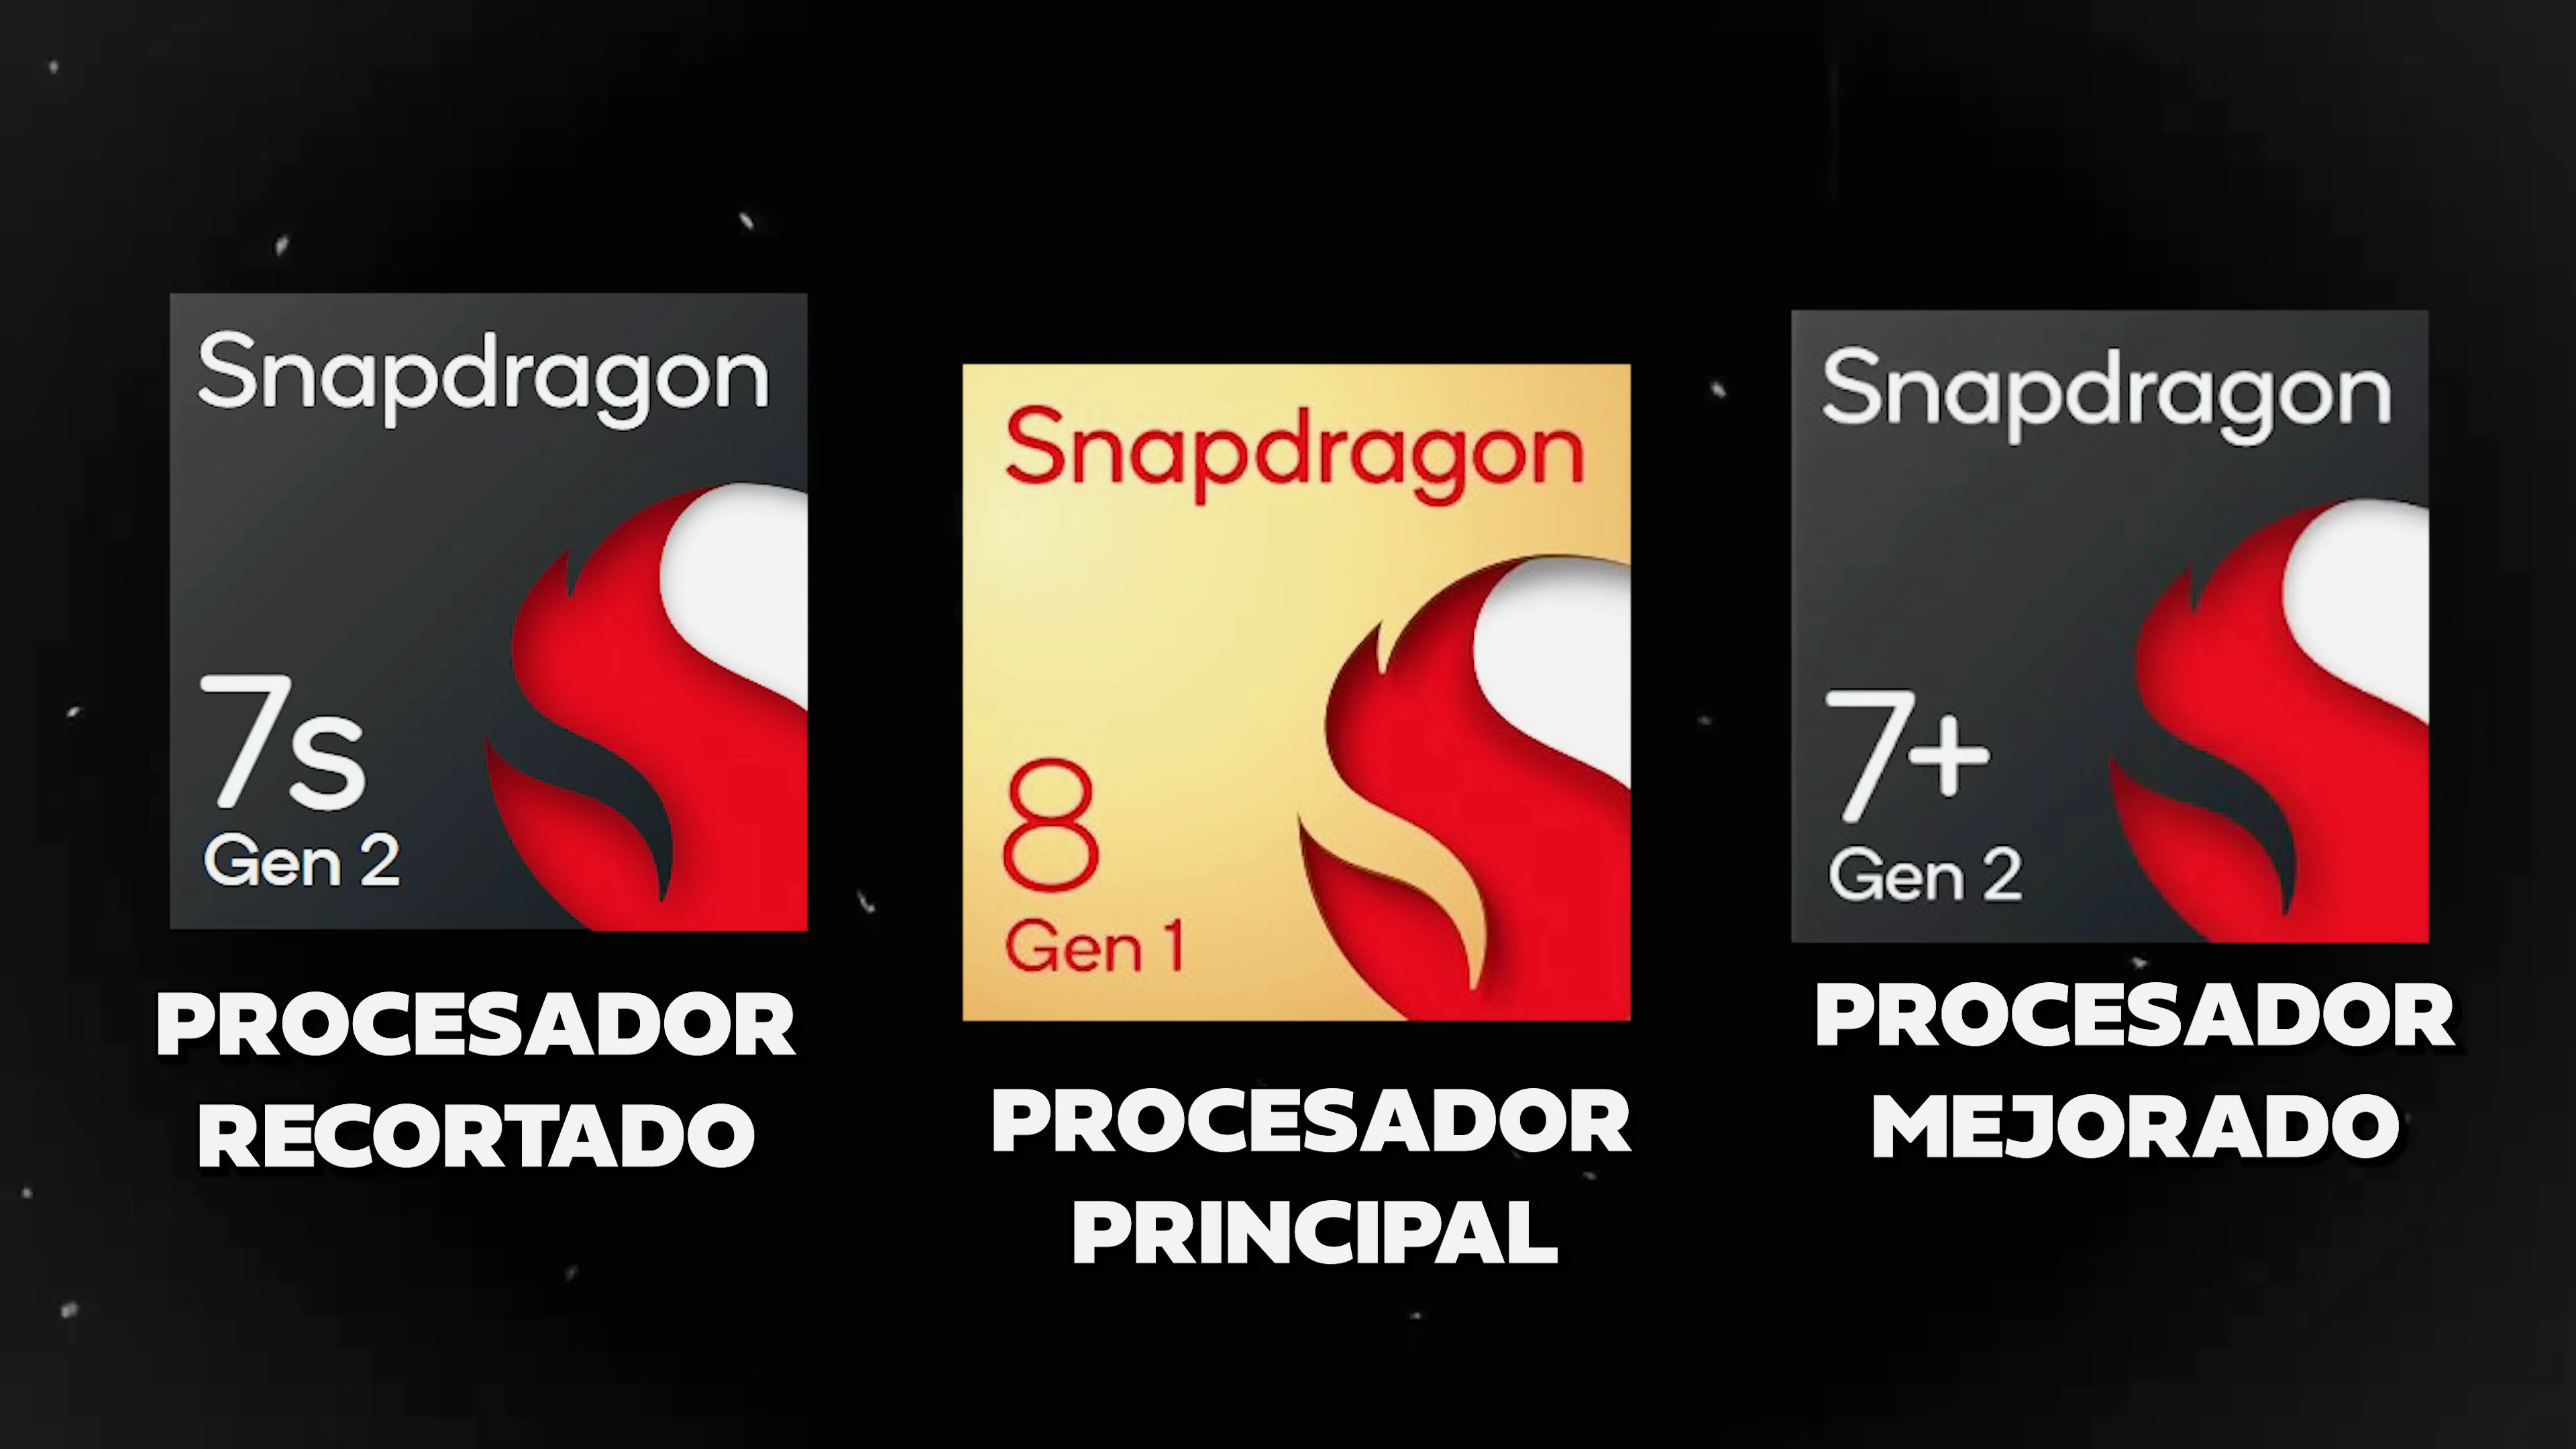 Snapdragon
7s
Gen 2
PROCESADOR
RECORTADO
Snapdragon
8
Gen 1
PROCESADOR
PRINCIPAL
Snapdragon
7+
Gen 2
PROCESADOR
MEJORADO